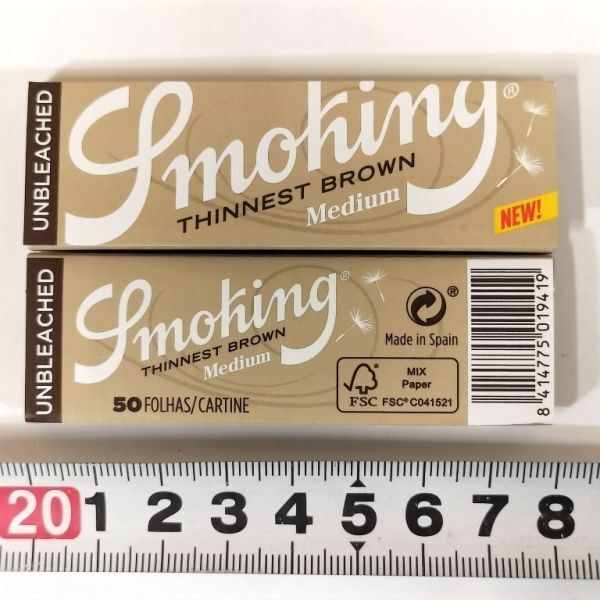 UNBLEACHED
Smoking®
THINNEST BROWN
Medium
NEW!
UNBLEACHED
Smoking®
THINNEST BROWN
Medium
50 FOLHAS/CARTINE
®
Made in Spain
FSC
MIX
Paper
FSC® C041521
8 414775 019419
20 1 2 3 4 5 6 7 8